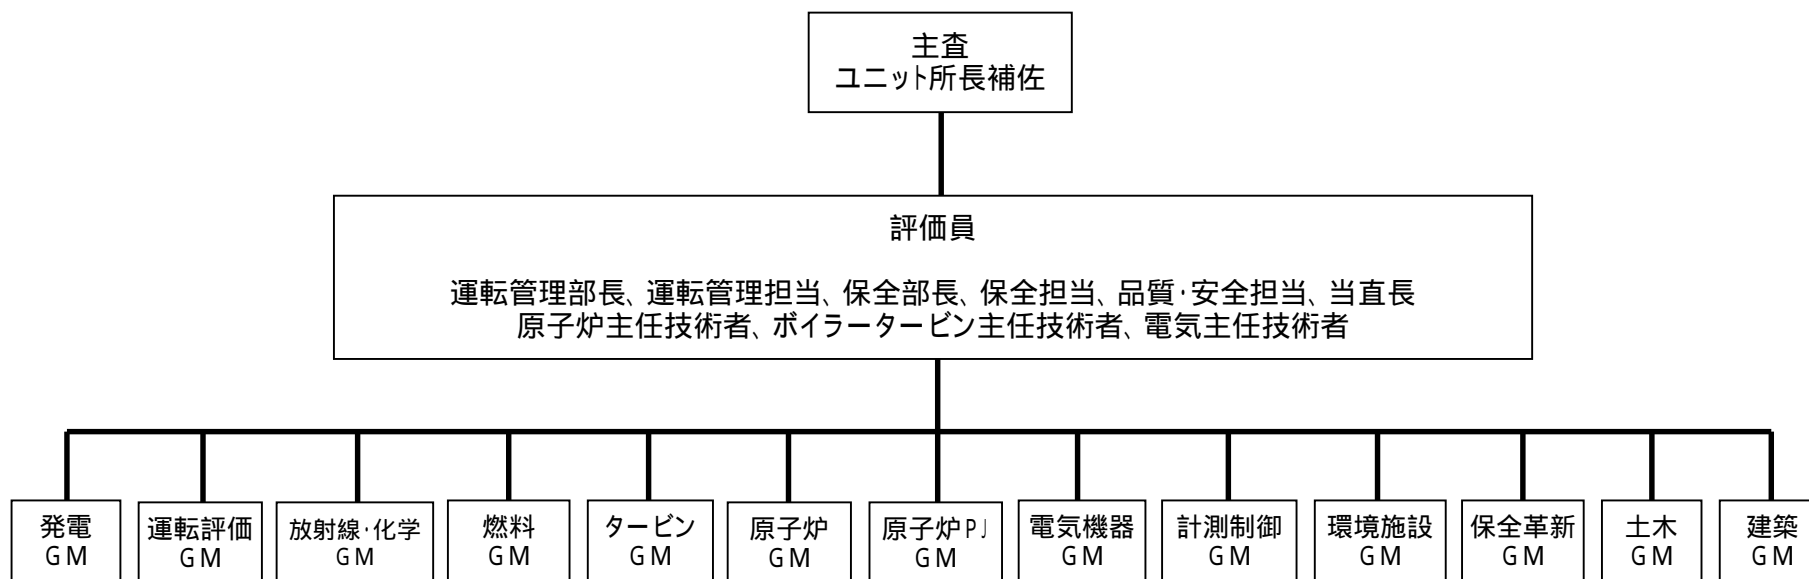 主査
ユニット所長補佐
評価員
運転管理部長、運転管理担当、保全部長、保全担当、品質・安全担当、当直長
原子炉主任技術者、ボイラータービン主任技術者、電気主任技術者
発電
GM
運転評価
GM
放射線・化学
GM
燃料
GM
タービン
GM
原子炉
GM
原子炉PJ
GM
電気機器
GM
計測制御
GM
環境施設
GM
保全革新
GM
土木
GM
建築
GM